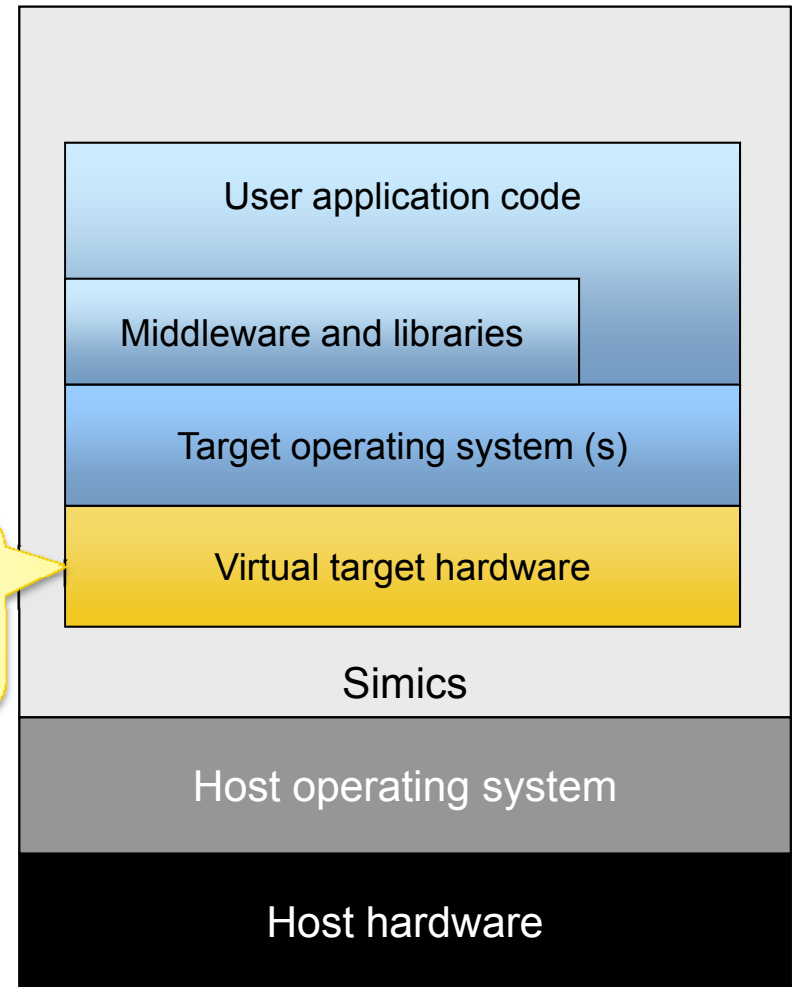 User application code
Middleware and libraries
Target operating system (s)
Virtual target hardware
Simics
Host operating system
Host hardware